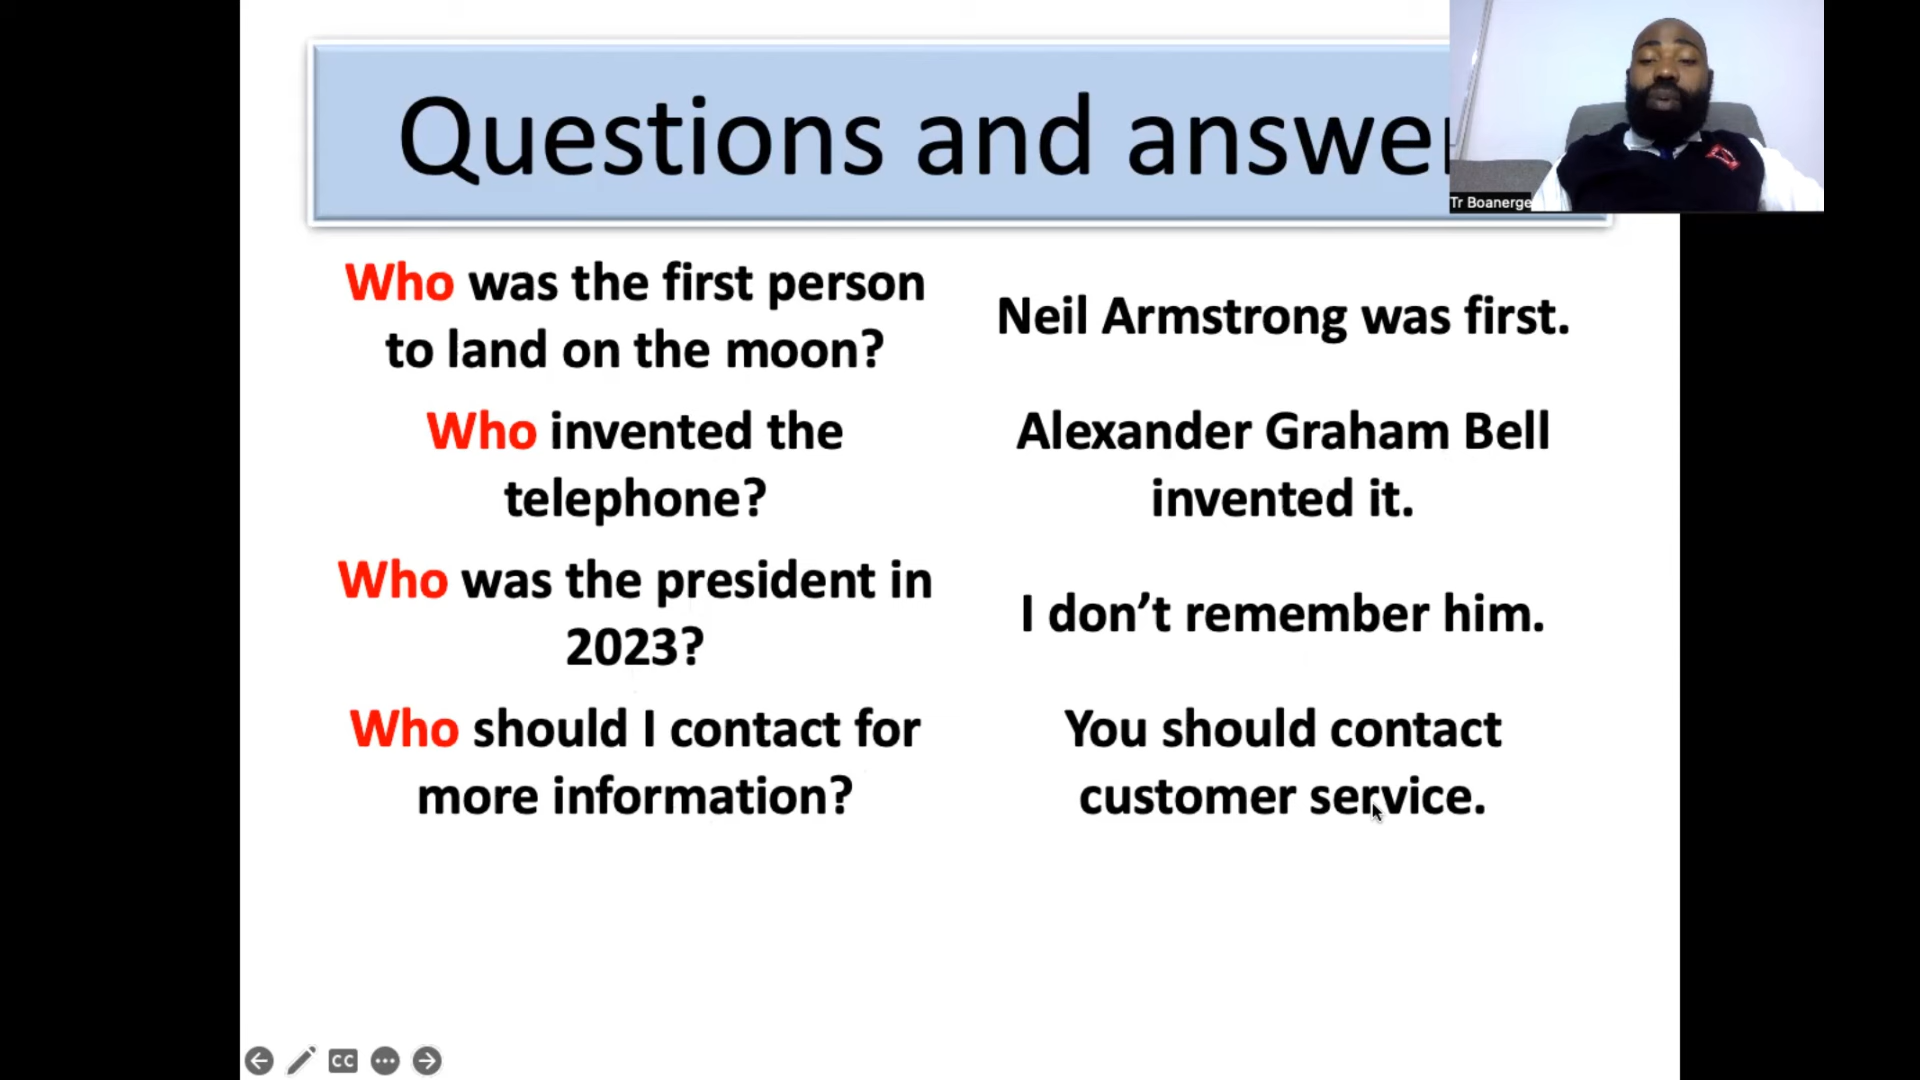 Questions and answer
Tr Boanerge
Who was the first person
to land on the moon?
Neil Armstrong was first.
Who invented the
telephone?
Alexander Graham Bell
invented it.
Who was the president in
2023?
I don’t remember him.
Who should I contact for
more information?
You should contact
customer service.
CC